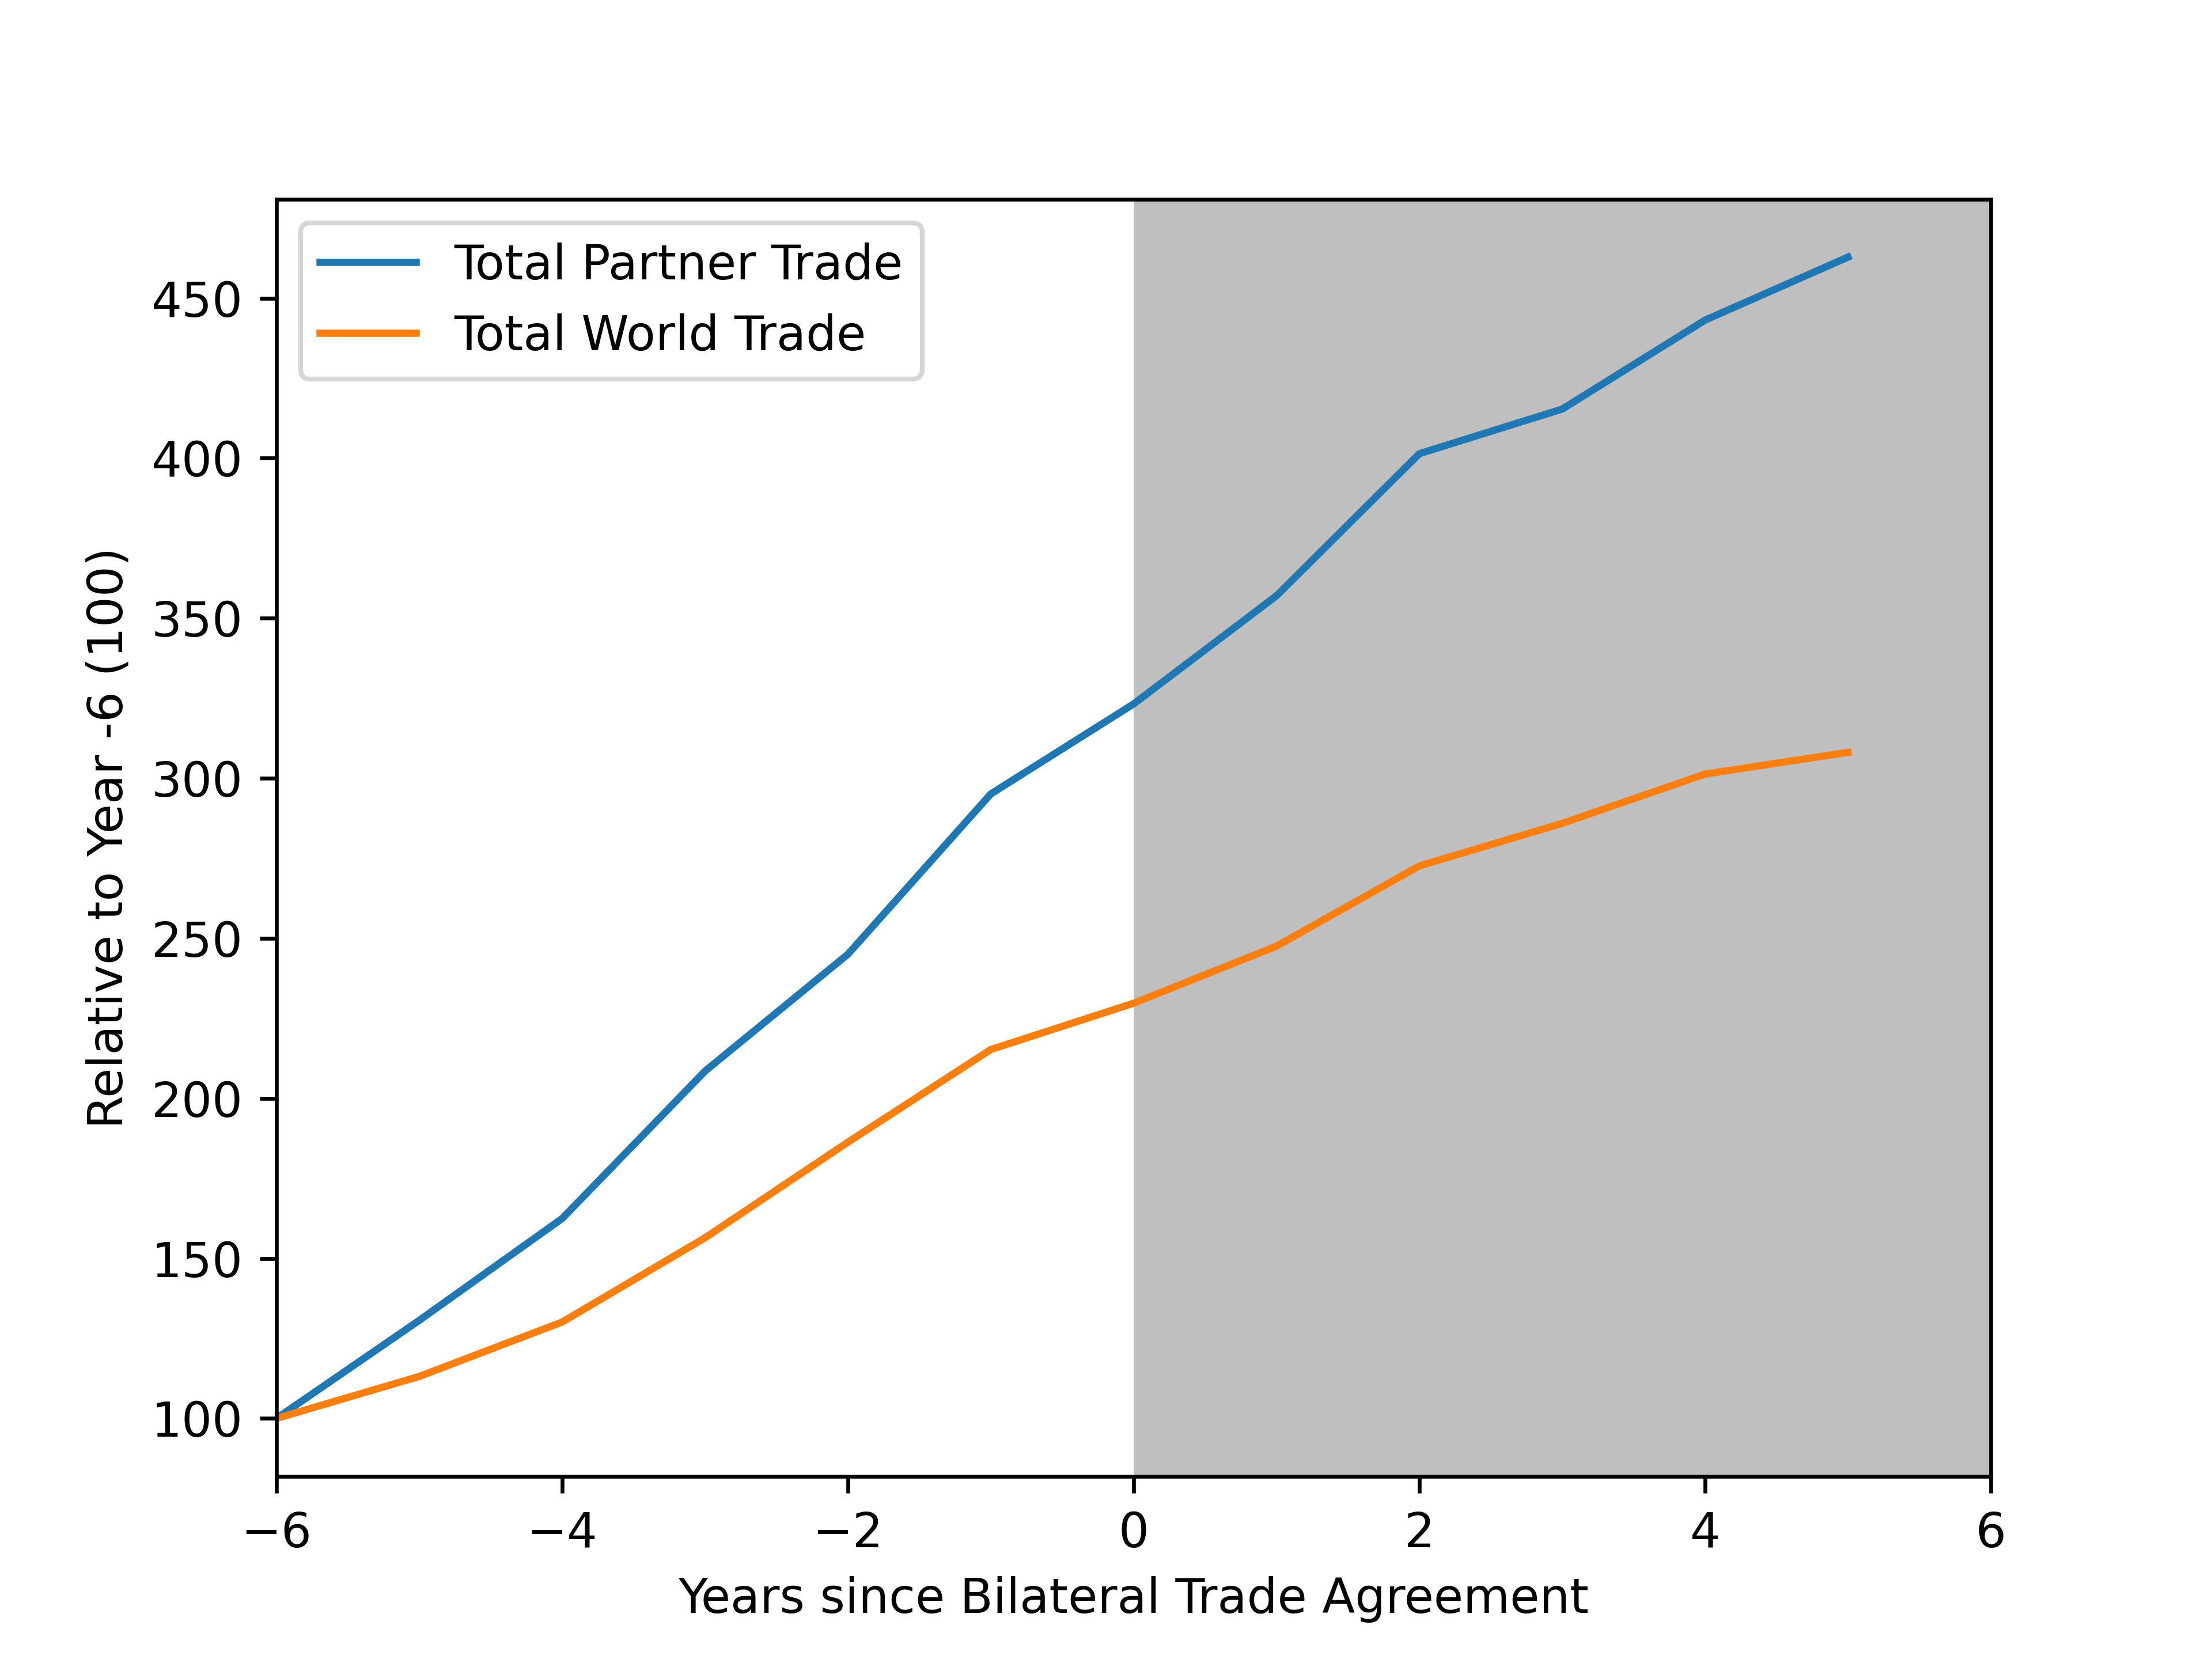 Total Partner Trade
Total World Trade
450
400
350
300
250
200
150
100
Relative to Year -6 (100)
−6 −4 −2 0 2 4 6
Years since Bilateral Trade Agreement